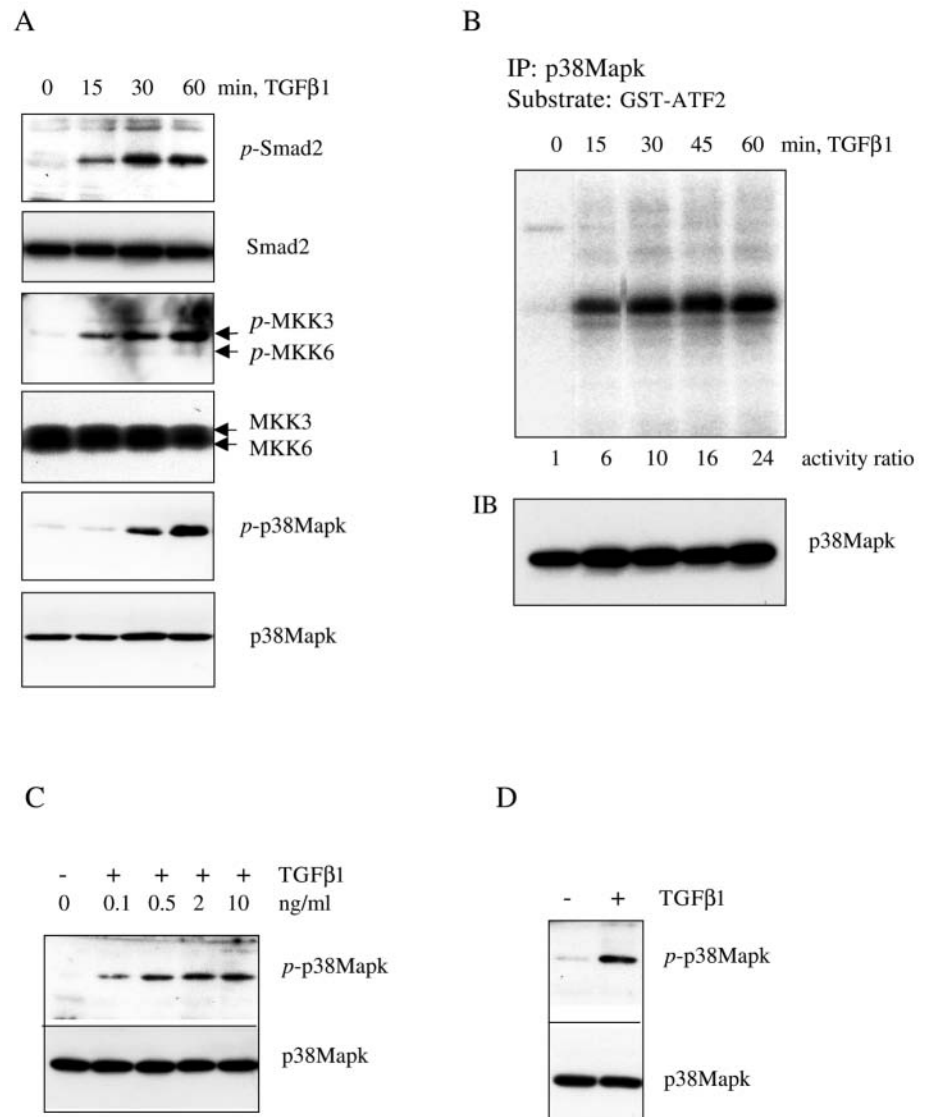 A
0 15 30 60 min, TGFβ1
p-Smad2
Smad2
p-MKK3
p-MKK6
MKK3
MKK6
p-p38Mapk
p38Mapk
B
IP: p38Mapk
Substrate: GST-ATF2
0 15 30 45 60 min, TGFβ1
1 6 10 16 24 activity ratio
IB
p38Mapk
C
- + + + + TGFβ1
0 0.1 0.5 2 10 ng/ml
p-p38Mapk
p38Mapk
D
- + TGFβ1
p-p38Mapk
p38Mapk